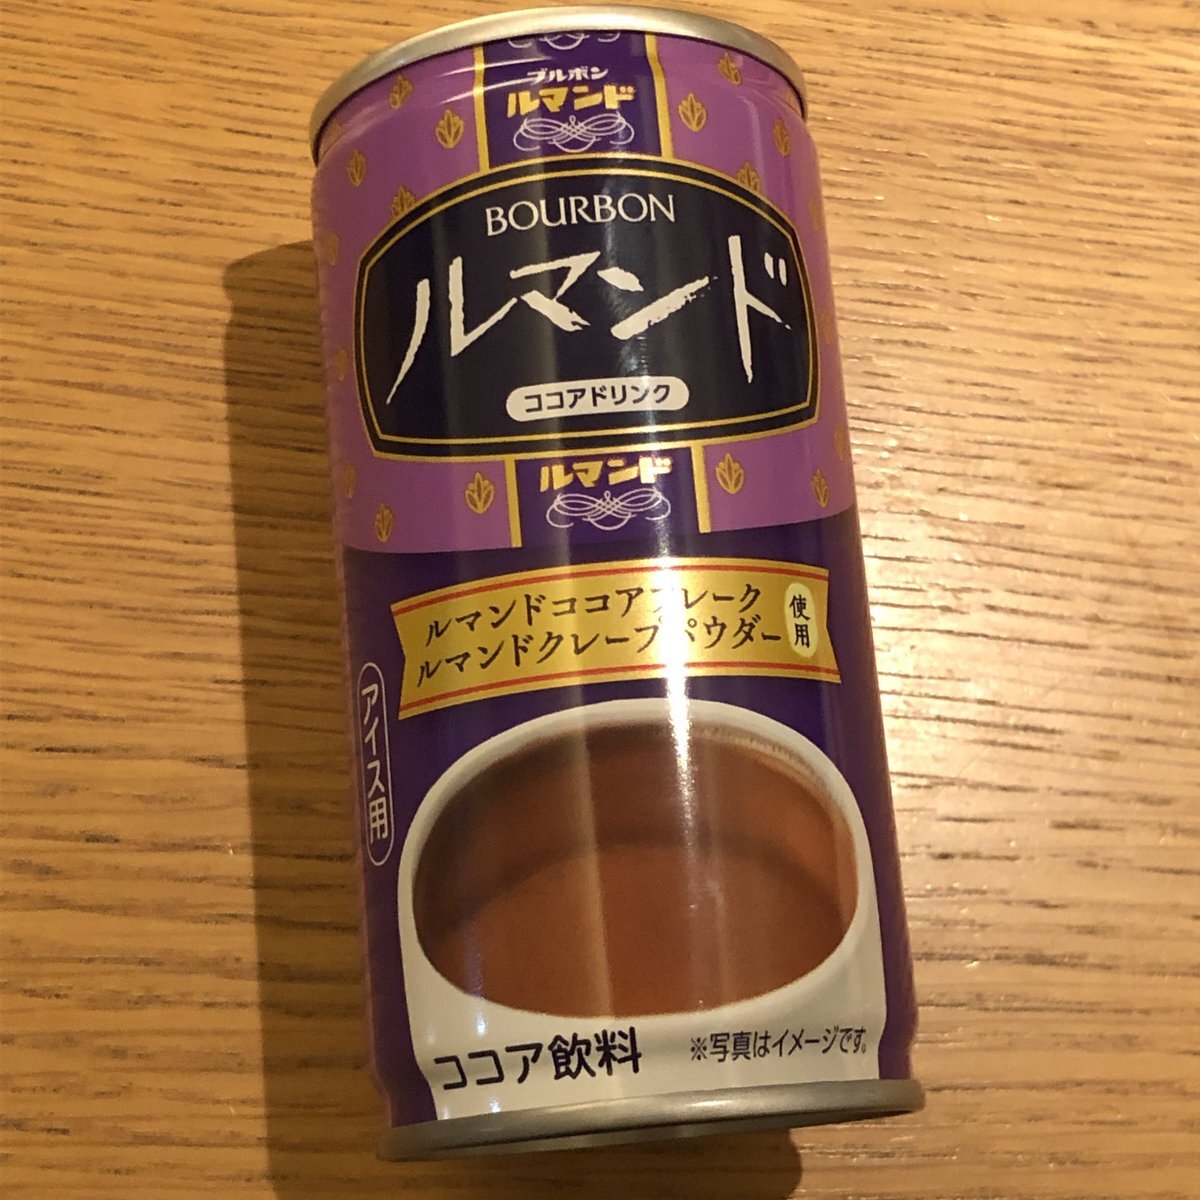 ブルボン
ルマンド
BOURBON
ルマンド
ココアドリンク
ルマンド
ルマンドココアフレーク
ルマンドクレープパウダー
使用
アイス用
ココア飲料
※写真はイメージです。